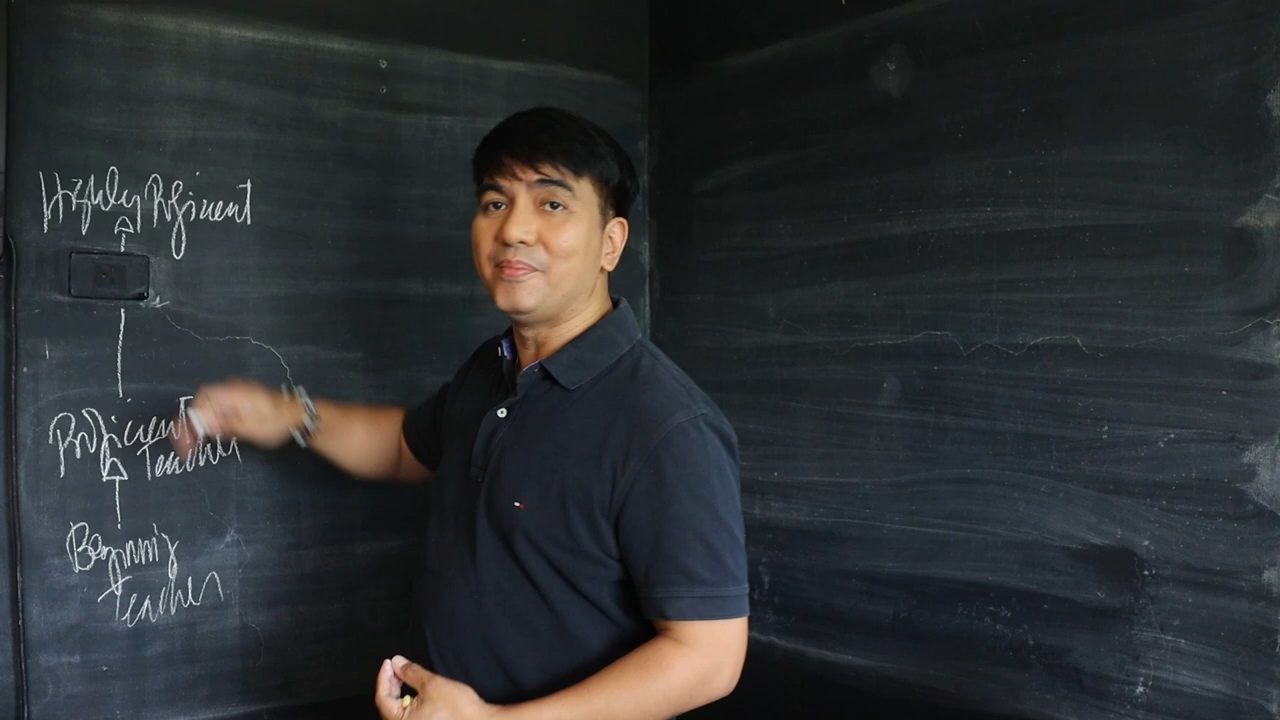 Highly Proficient
Proficient
Teacher
Beginning
Teacher